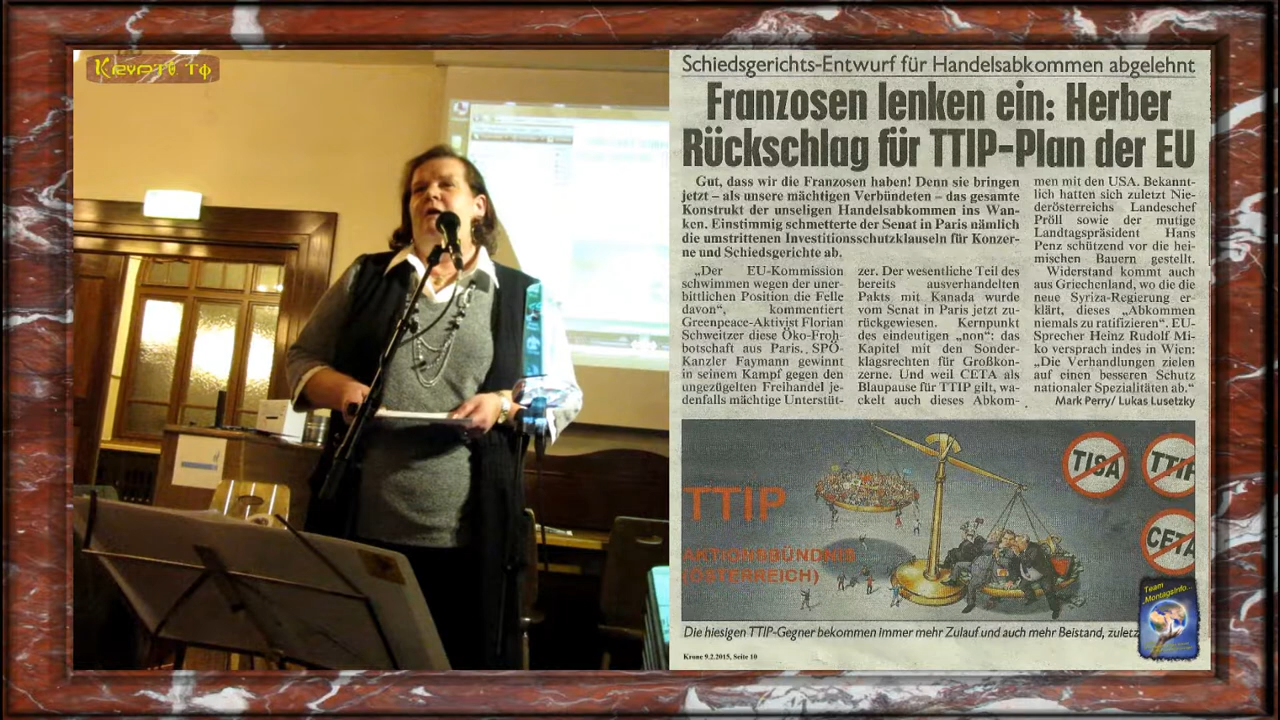 KRYPTO TO
Schiedsgerichts-Entwurf für Handelsabkommen abgelehnt
Franzosen lenken ein: Herber
Rückschlag für TTIP-Plan der EU
Gut, dass wir die Franzosen haben! Denn sie bringen
jetzt – als unsere mächtigen Verbündeten – das gesamte
Konstrukt der unseligen Handelsabkommen ins Wan-
ken. Einstimmig schmetterte der Senat in Paris nämlich
die umstrittenen Investitionsschutzklauseln für Konzer-
ne und Schiedsgerichte ab.
„Der EU-Kommission
schwimmen wegen der uner-
bittlichen Position die Felle
davon“, kommentiert
Greenpeace-Aktivist Florian
Schweitzer diese Öko-Froh-
botschaft aus Paris. SPÖ-
Kanzler Faymann gewinnt
in seinem Kampf gegen den
ungezügelten Freihandel je-
denfalls mächtige Unterstüt-
zer. Der wesentliche Teil des
bereits ausverhandelten
Pakts mit Kanada wurde
vom Senat in Paris jetzt zu-
rückgewiesen. Kernpunkt
des eindeutigen „non“: das
Kapitel mit den Sonder-
klagsrechten für Großkon-
zerne. Und weil CETA als
Blaupause für TTIP gilt, wa-
ckelt auch dieses Abkom-
men mit den USA. Bekannt-
lich hatten sich zuletzt Nie-
derösterreichs Landeschef
Pröll sowie der mutige
Landtagspräsident Hans
Penz schützend vor die hei-
mischen Bauern gestellt.
Widerstand kommt auch
aus Griechenland, wo die die
neue Syriza-Regierung er-
klärt, dieses „Abkommen
niemals zu ratifizieren“. EU-
Sprecher Heinz Rudolf Mi-
ko versprach indes in Wien:
„Die Verhandlungen zielen
auf einen besseren Schutz
nationaler Spezialitäten ab.“
Mark Perry/ Lukas Lusetzky
TTIP
AKTIONSBÜNDNIS
(ÖSTERREICH)
TISA
TTIP
CETA
Team
„Montagsinfo...
Die hiesigen TTIP-Gegner bekommen immer mehr Zulauf und auch mehr Beistand, zuletz
Krone 9.2.2015, Seite 10